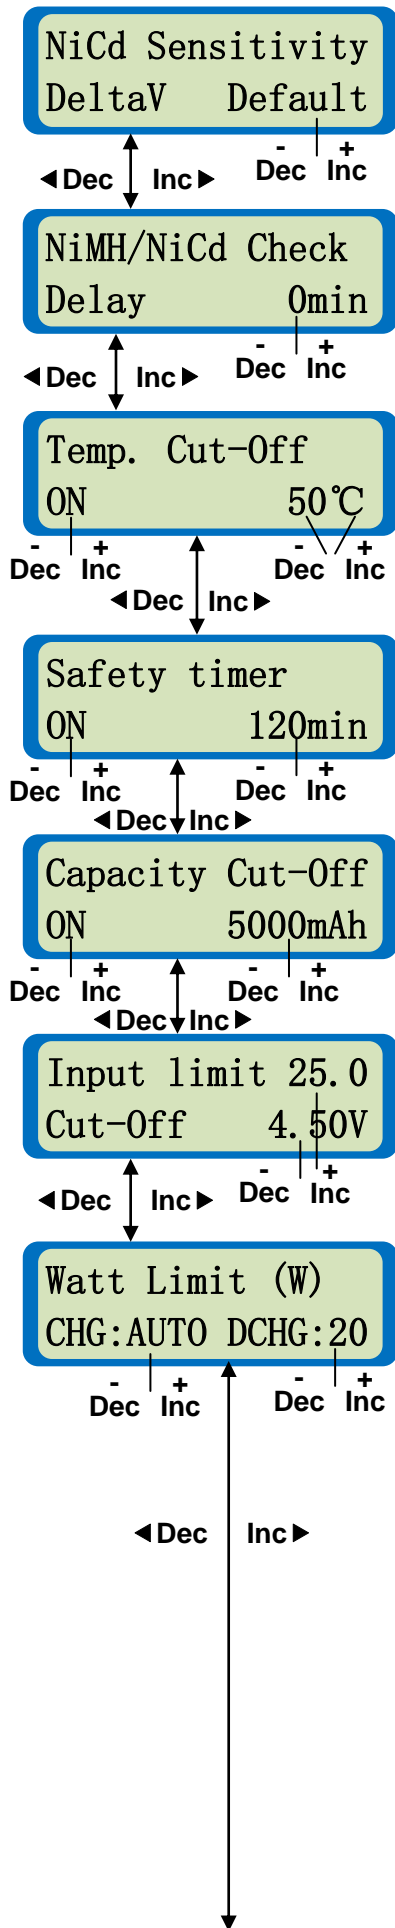 NiCd Sensitivity
DeltaV Default
- +
Dec Inc
◄Dec Inc►
NiMH/NiCd Check
Delay 0min
- +
Dec Inc
◄Dec Inc►
Temp. Cut-Off
ON 50℃
- + - +
Dec Inc Dec Inc
◄Dec Inc►
Safety timer
ON 120min
- + - +
Dec Inc Dec Inc
◄Dec Inc►
Capacity Cut-Off
ON 5000mAh
- + - +
Dec Inc Dec Inc
◄Dec Inc►
Input limit 25.0
Cut-Off 4.50V
- +
Dec Inc
◄Dec Inc►
Watt Limit (W)
CHG:AUTO DCHG:20
- + - +
Dec Inc Dec Inc
◄Dec Inc►